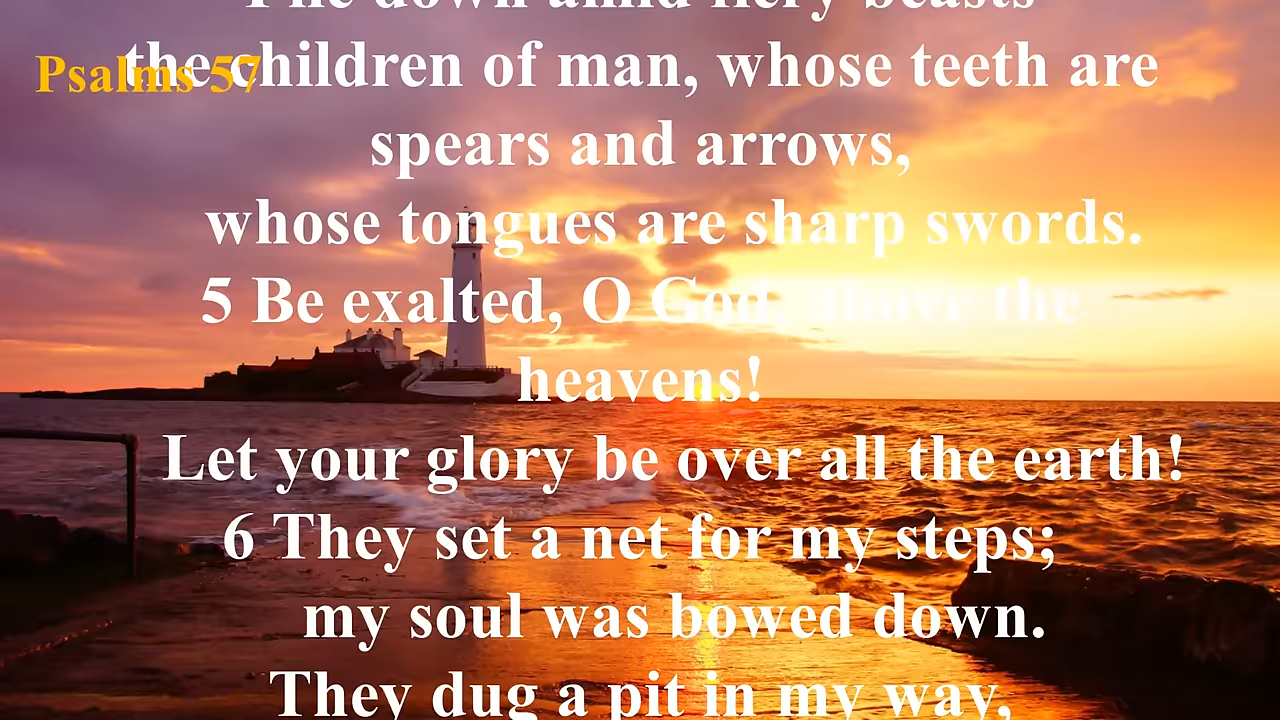 I lie down amid fiery beasts
Psalms 57
the children of man, whose teeth are
spears and arrows,
whose tongues are sharp swords.
5 Be exalted, O God, above the
heavens!
Let your glory be over all the earth!
6 They set a net for my steps;
my soul was bowed down.
They dug a pit in my way,